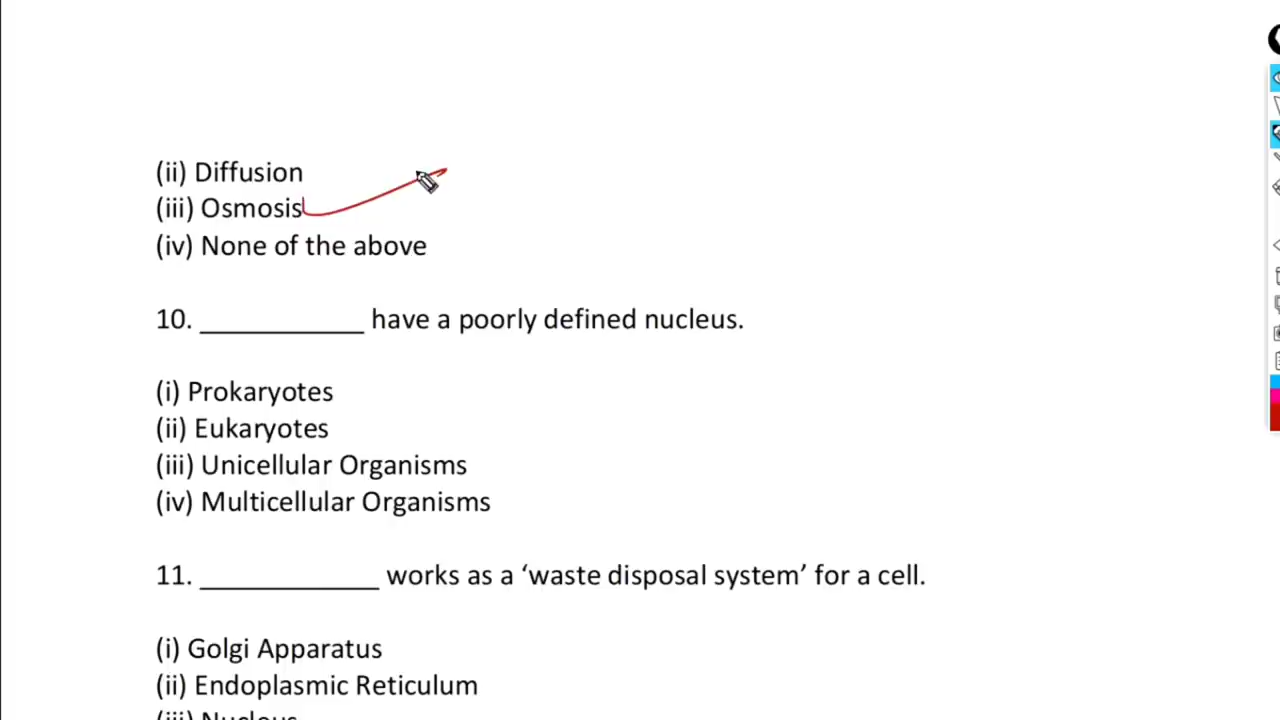 (ii) Diffusion
(iii) Osmosis
(iv) None of the above
10. ____________ have a poorly defined nucleus.
(i) Prokaryotes
(ii) Eukaryotes
(iii) Unicellular Organisms
(iv) Multicellular Organisms
11. _____________ works as a ‘waste disposal system’ for a cell.
(i) Golgi Apparatus
(ii) Endoplasmic Reticulum
(iii) Nucleus